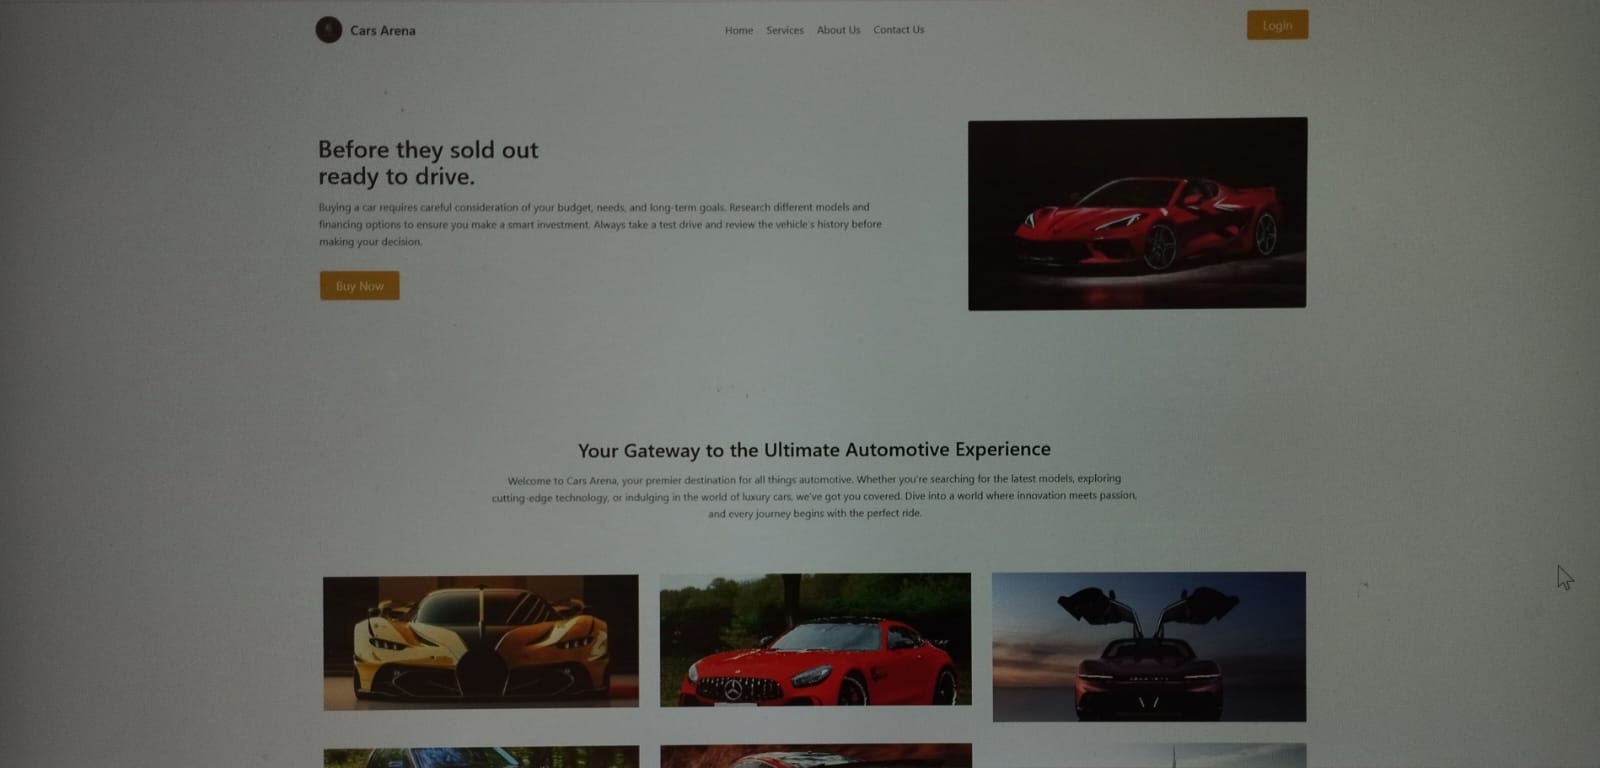 Cars Arena
Home Services About Us Contact Us
Login
Before they sold out
ready to drive.
Buying a car requires careful consideration of your budget, needs, and long-term goals. Research different models and
financing options to ensure you make a smart investment. Always take a test drive and review the vehicle's history before
making your decision.
Buy Now
Your Gateway to the Ultimate Automotive Experience
Welcome to Cars Arena, your premier destination for all things automotive. Whether you're searching for the latest models, exploring
cutting-edge technology, or indulging in the world of luxury cars, we've got you covered. Dive into a world where innovation meets passion,
and every journey begins with the perfect ride.